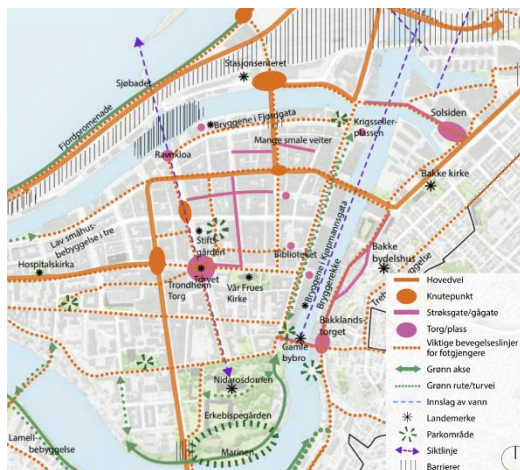 Stasjonsenteret
Sjøbadet
Fjordpromenade
Bryggene i Fjordgata
Krigsseiler-
plassen
Solsiden
Ravnkloa
Mange smale veiter
Bakke kirke
Lav småhus-
bebyggelse i tre
Hospitalskirka
Stifts-
gården
Biblioteket
Bakke
bydelshus
Torvet
Trondheim
Torg
Vår Frues
Kirke
Bryggene i Kjøpmannsgata
Bryggerekke
Bakklands-
torget
Gamle
bybro
Nidarosdomen
Erkebispegården
Marinen
Lamell-
bebyggelse
Hovedvei
Knutepunkt
Strøksgate/gågate
Torg/plass
Viktige bevegelseslinjer
for fotgjengere
Grønn akse
Grønn rute/turvei
Innslag av vann
Landemerke
Parkområde
Siktlinje
Barrierer